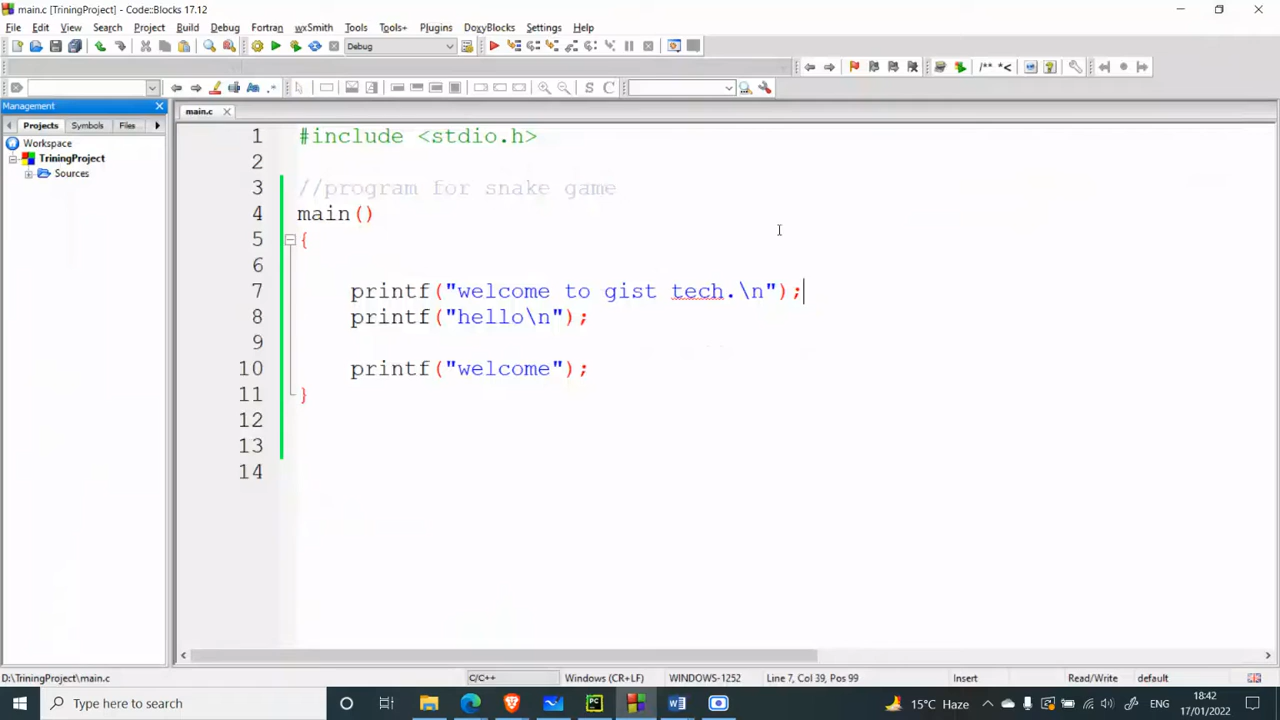 main.c [TriningProject] - Code::Blocks 17.12
File Edit View Search Project Build Debug Fortran wxSmith Tools Tools+ Plugins DoxyBlocks Settings Help
Debug
/** *<
S C
Management
main.c
Projects Symbols Files
Workspace
TriningProject
Sources
1 #include <stdio.h>
2
3 //program for snake game
4 main()
5 {
6
7 printf("welcome to gist tech.\n");
8 printf("hello\n");
9
10 printf("welcome");
11 }
12
13
14
D:\TriningProject\main.c C/C++ Windows (CR+LF) WINDOWS-1252 Line 7, Col 39, Pos 99 Insert Read/Write default
Type here to search
15°C Haze
ENG
18:42
17/01/2022